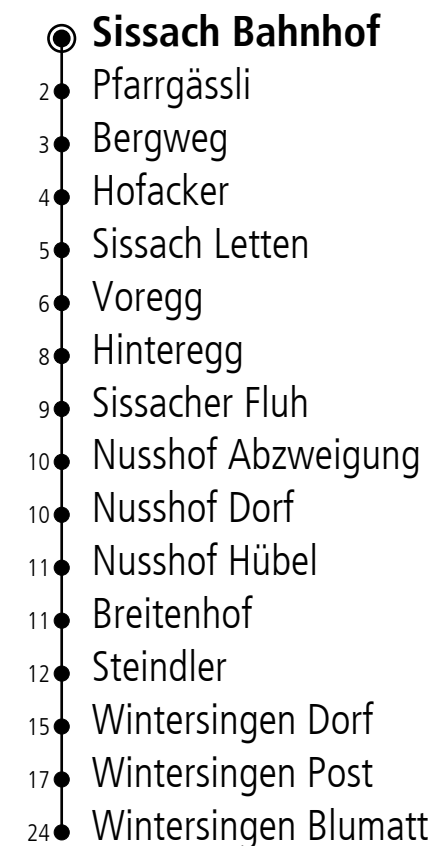 Sissach Bahnhof
2 Pfarrgässli
3 Bergweg
4 Hofacker
5 Sissach Letten
6 Voregg
8 Hinteregg
9 Sissacher Fluh
10 Nusshof Abzweigung
10 Nusshof Dorf
11 Nusshof Hübel
11 Breitenhof
12 Steindler
15 Wintersingen Dorf
17 Wintersingen Post
24 Wintersingen Blumatt